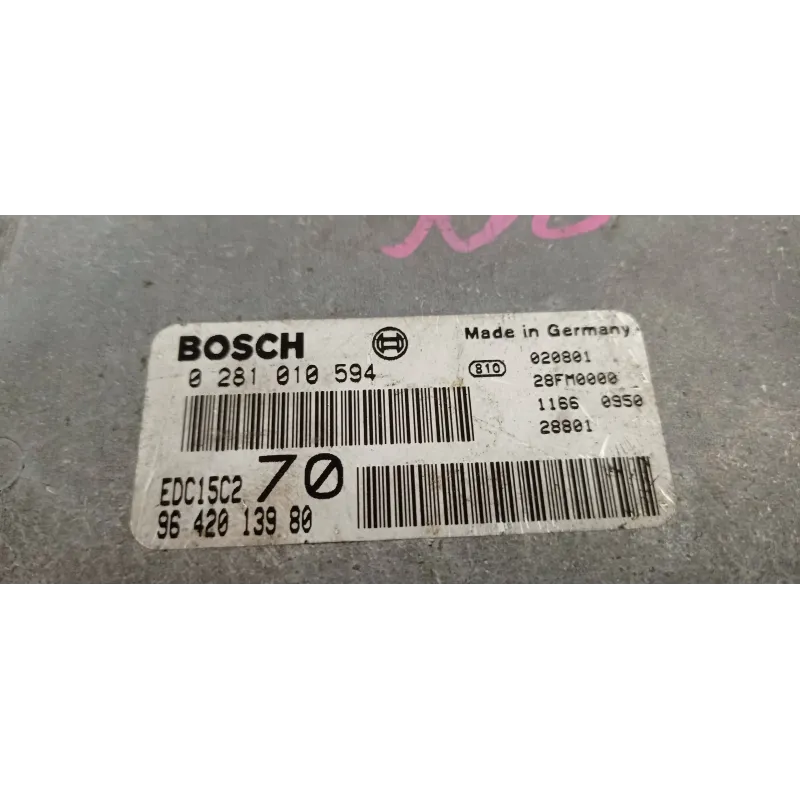 BOSCH
0 281 010 594
Made in Germany
810
020801
28FM0000
1166 0950
28801
EDC15C2 70
96 420 139 80